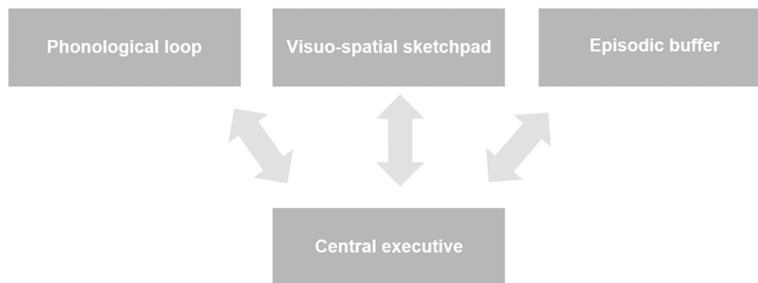 Phonological loop
Visuo-spatial sketchpad
Episodic buffer
Central executive